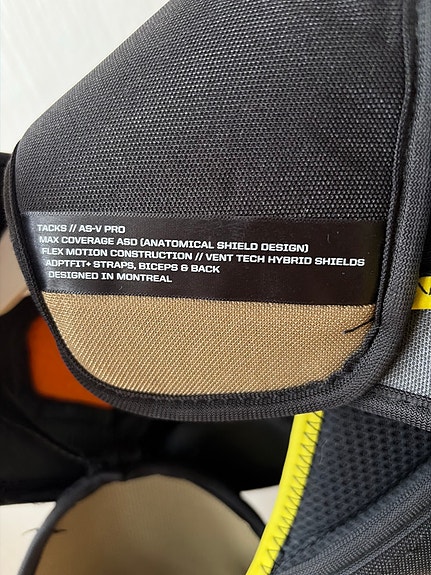 TACKS // AS-V PRO
MAX COVERAGE ASD (ANATOMICAL SHIELD DESIGN)
FLEX MOTION CONSTRUCTION // VENT TECH HYBRID SHIELDS
ADPTFIT+ STRAPS, BICEPS & BACK
DESIGNED IN MONTREAL